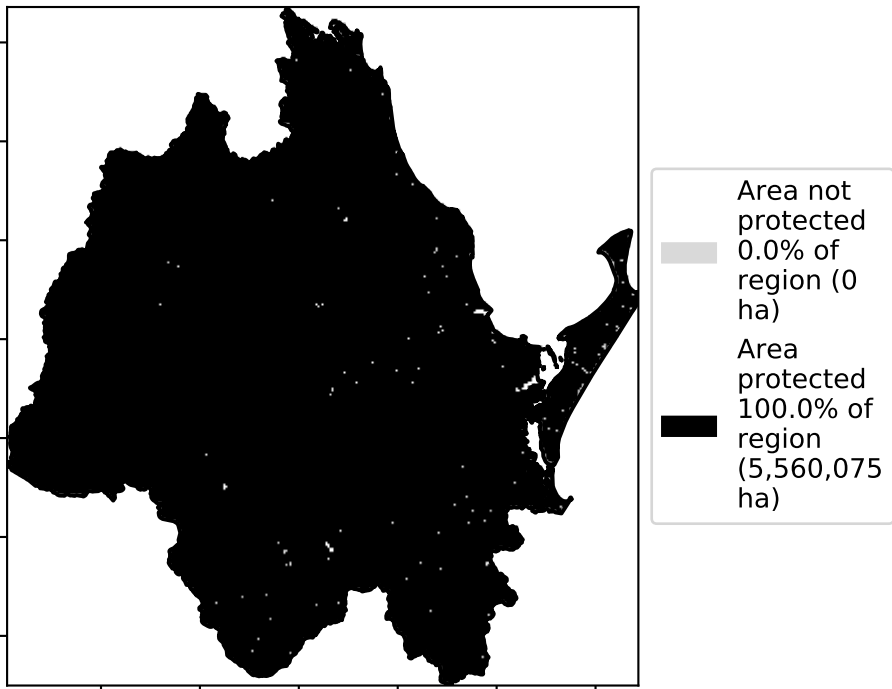 Area not
protected
0.0% of
region (0
ha)
Area
protected
100.0% of
region
(5,560,075
ha)